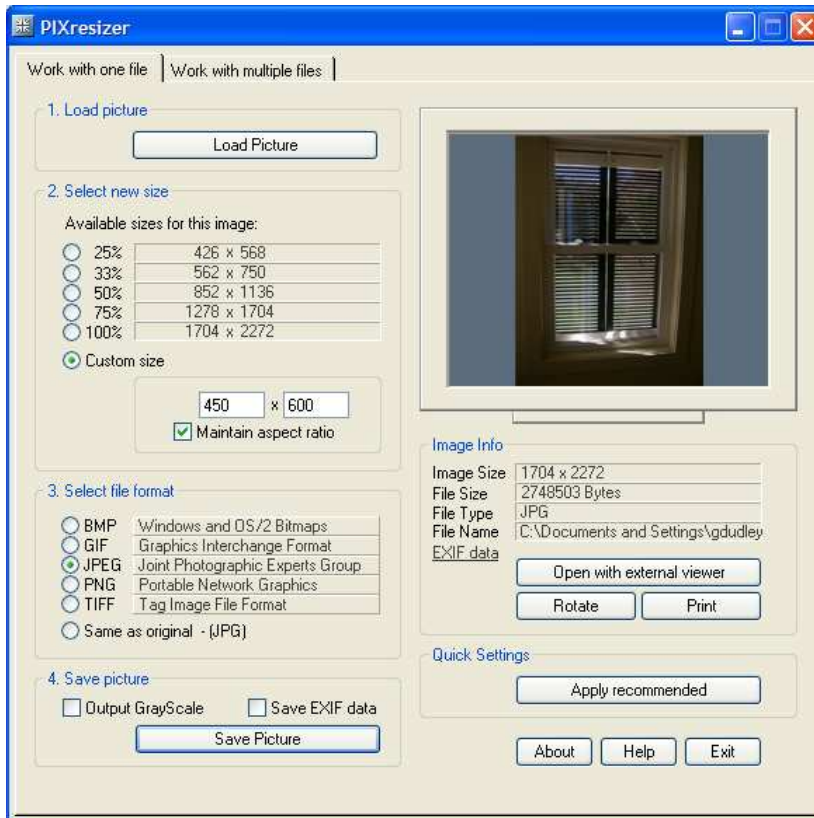 PIXresizer
Work with one file
Work with multiple files
1. Load picture
Load Picture
2. Select new size
Available sizes for this image:
25% 426 x 568
33% 562 x 750
50% 852 x 1136
75% 1278 x 1704
100% 1704 x 2272
Custom size
450 x 600
Maintain aspect ratio
3. Select file format
BMP Windows and OS/2 Bitmaps
GIF Graphics Interchange Format
JPEG Joint Photographic Experts Group
PNG Portable Network Graphics
TIFF Tag Image File Format
Same as original - (JPG)
4. Save picture
Output GrayScale
Save EXIF data
Save Picture
Image Info
Image Size 1704 x 2272
File Size 2748503 Bytes
File Type JPG
File Name C:\Documents and Settings\gdudley
EXIF data
Open with external viewer
Rotate
Print
Quick Settings
Apply recommended
About
Help
Exit